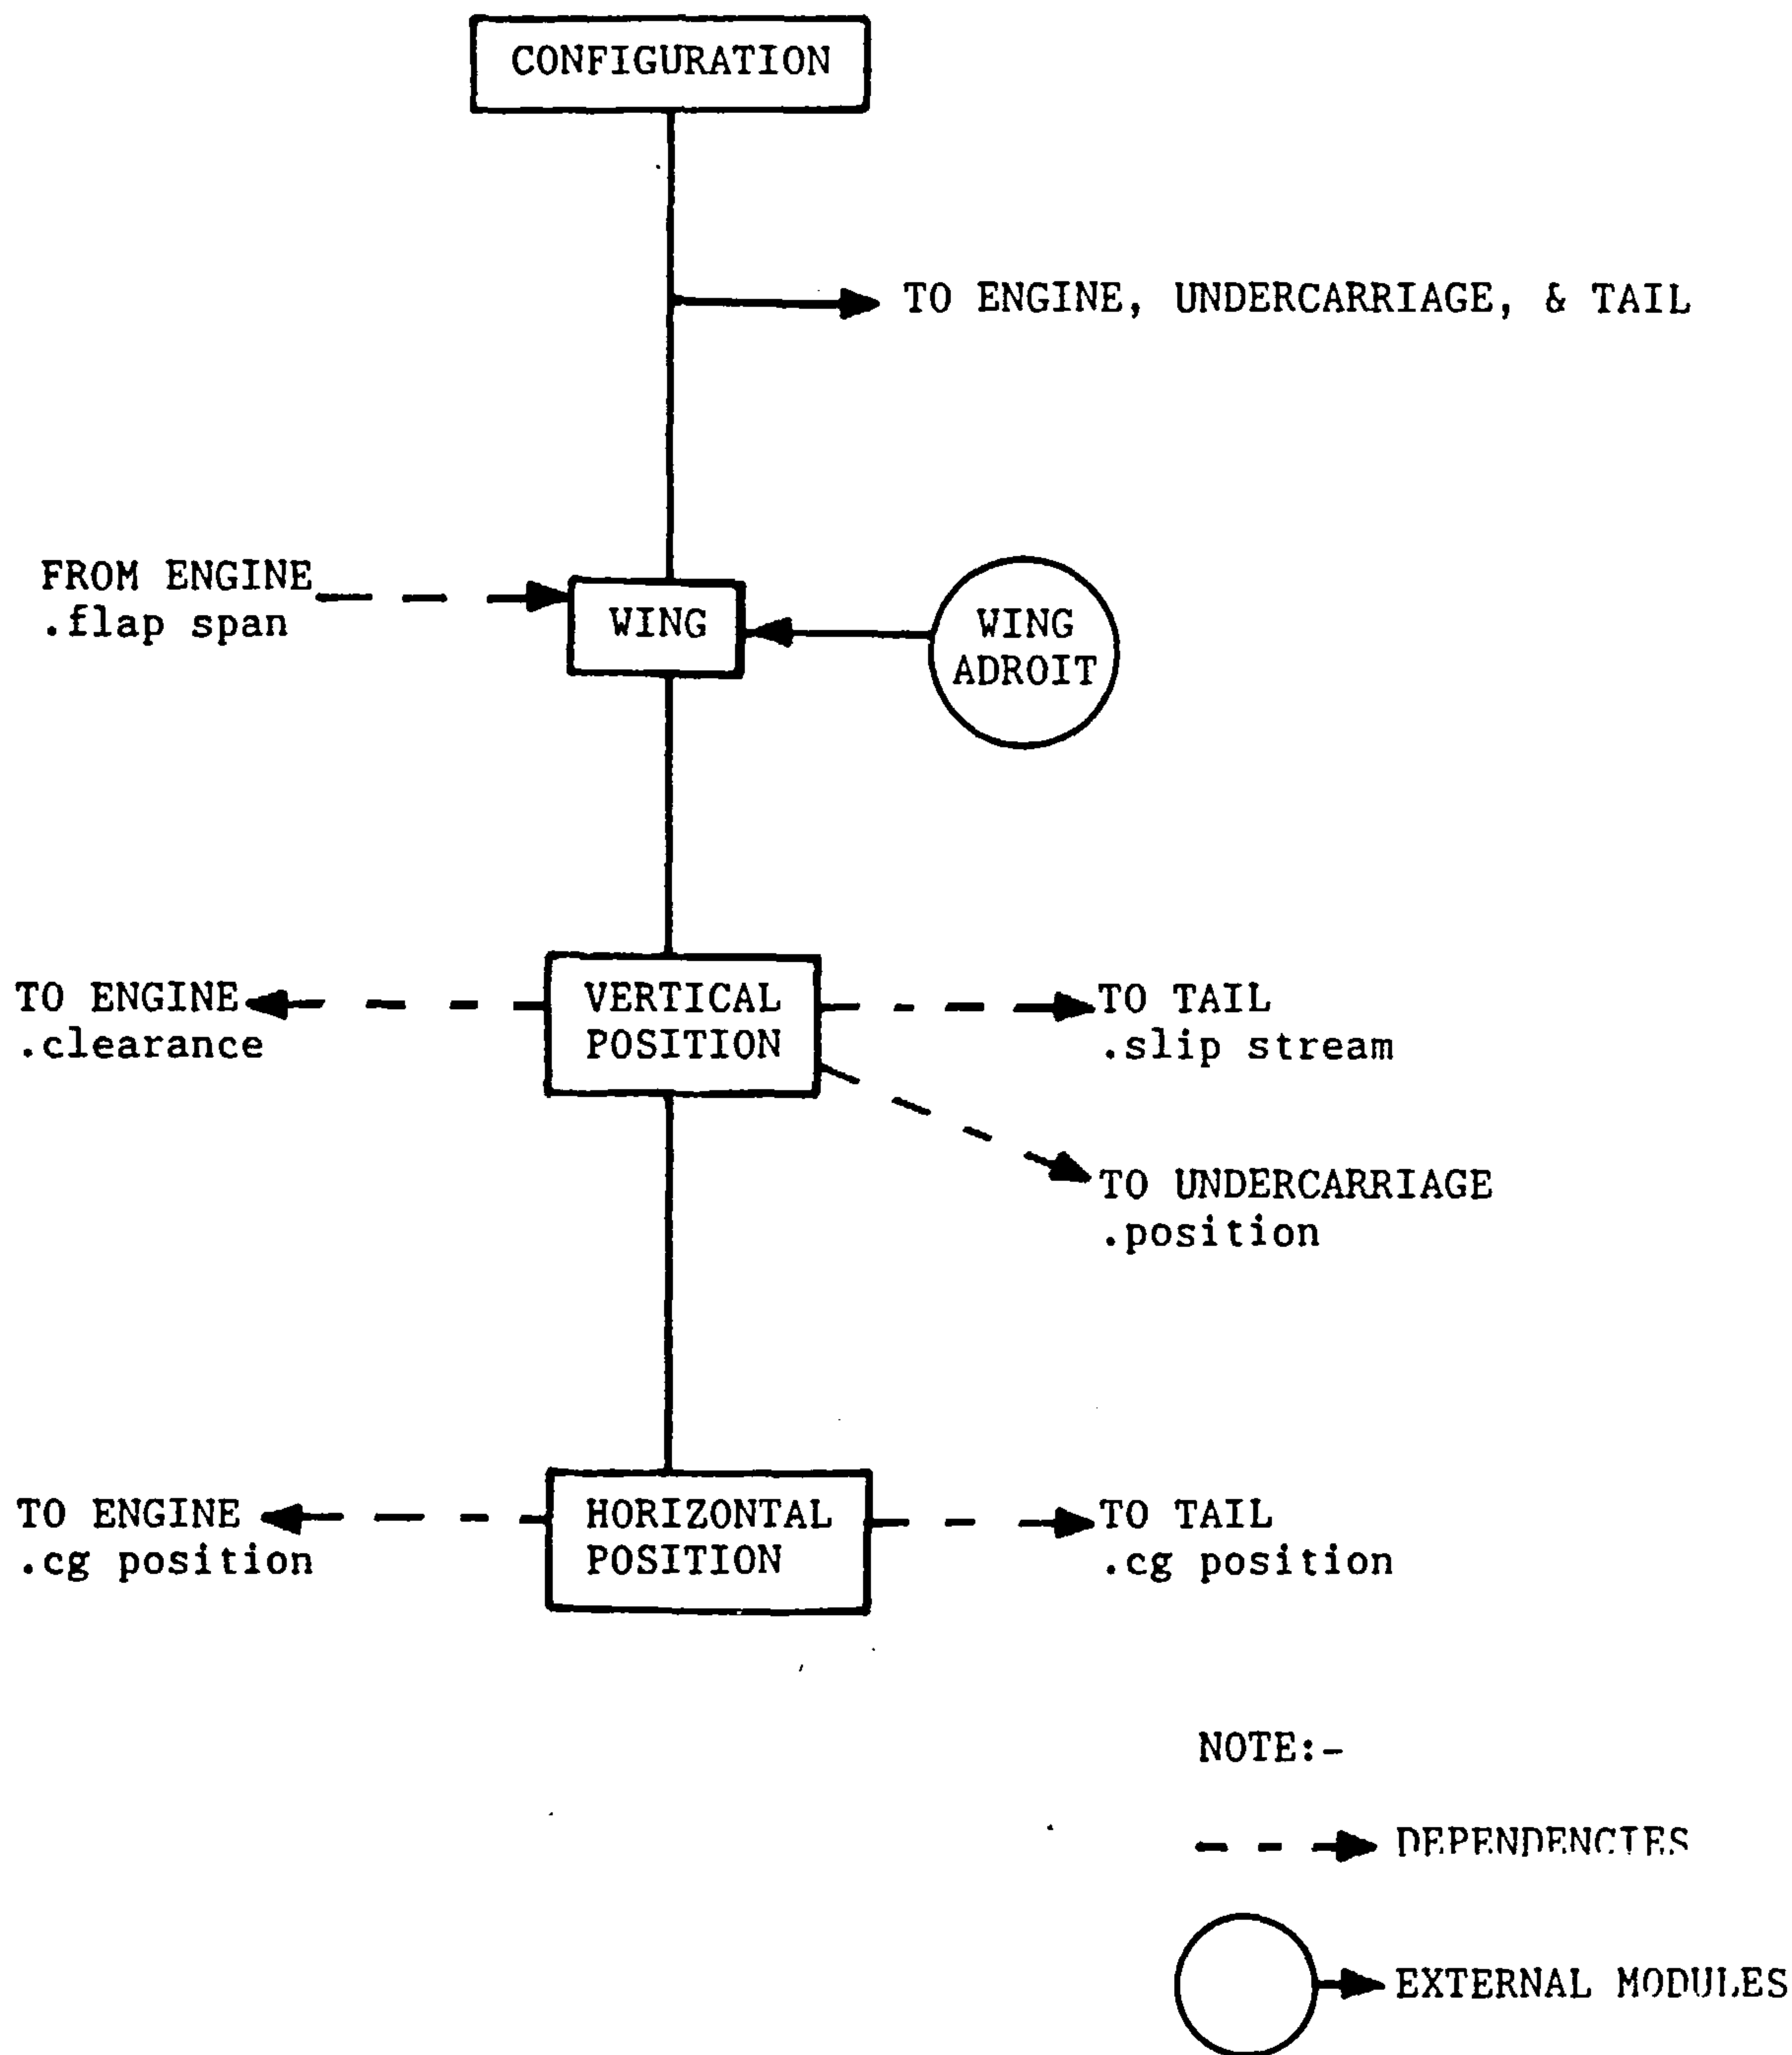 CONFIGURATION
TO ENGINE, UNDERCARRIAGE, & TAIL
FROM ENGINE
.flap span
WING
WING
ADROIT
TO ENGINE
.clearance
VERTICAL
POSITION
TO TAIL
.slip stream
TO UNDERCARRIAGE
.position
TO ENGINE
.cg position
HORIZONTAL
POSITION
TO TAIL
.cg position
NOTE:-
DEPENDENCIES
EXTERNAL MODULES